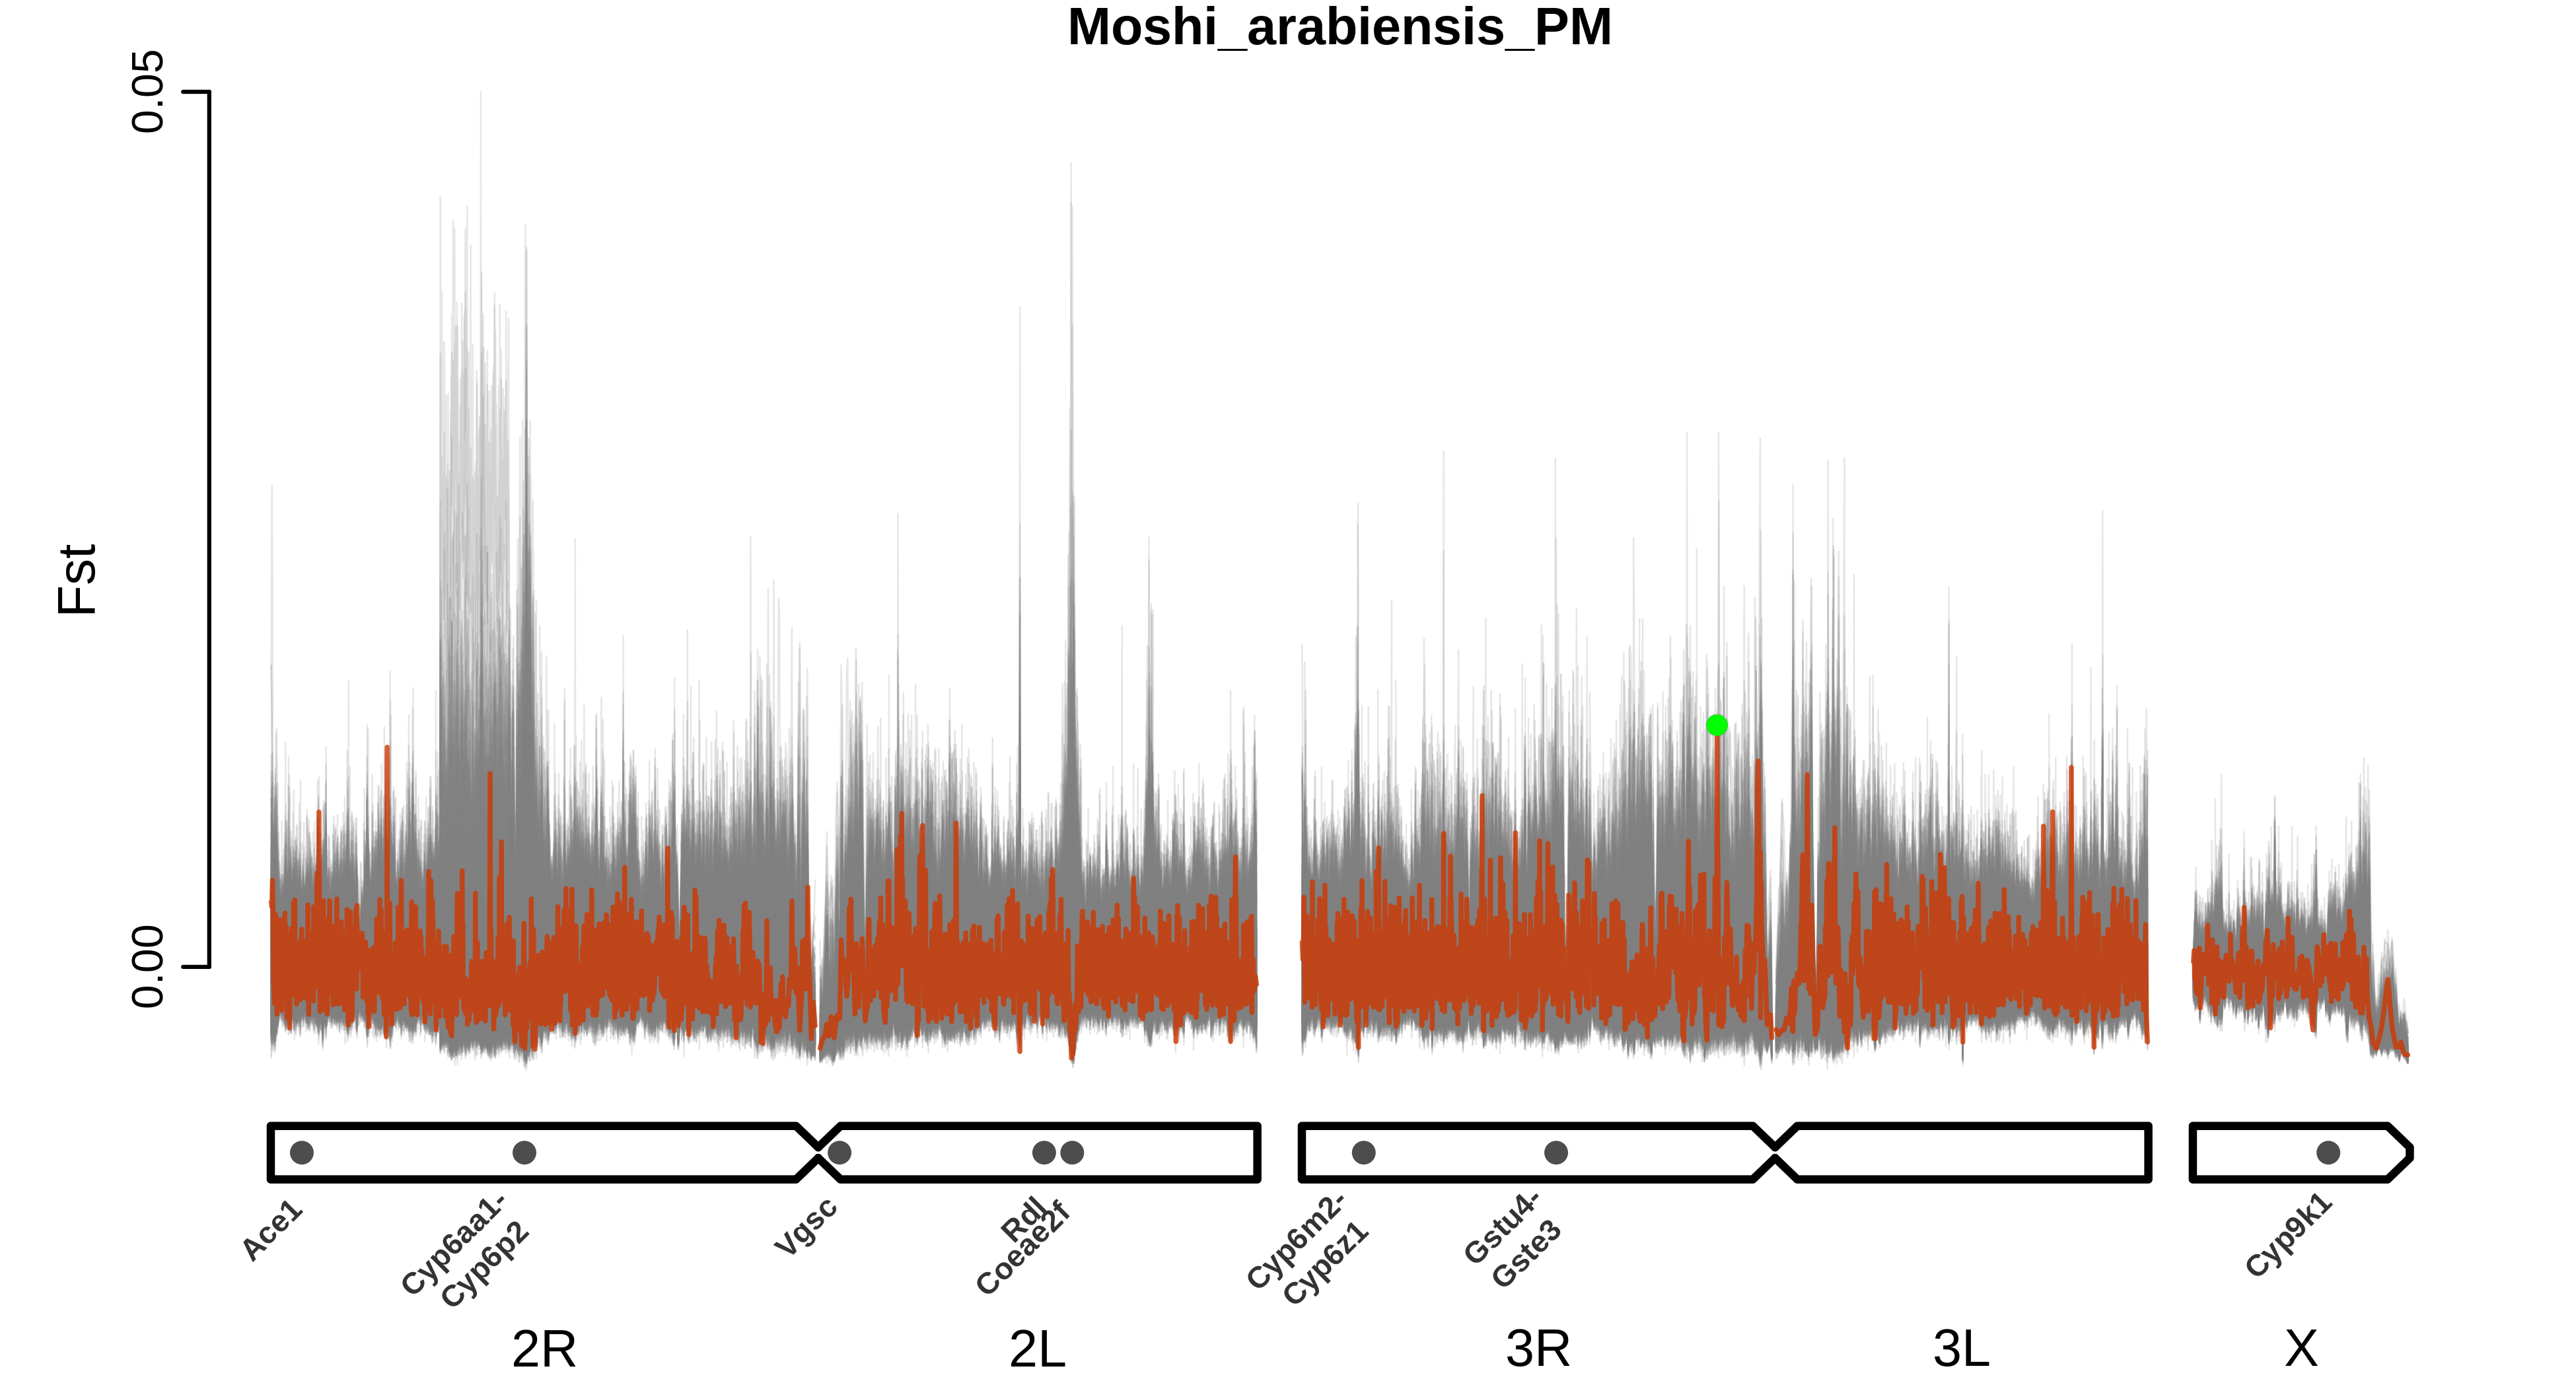 Moshi_arabiensis_PM
0.05
Fst
0.00
Ace1
Cyp6aa1-
Cyp6p2
Vgsc
Rdl
Coeae2f
Cyp6m2-
Cyp6z1
Gstu4-
Gste3
Cyp9k1
2R
2L
3R
3L
X